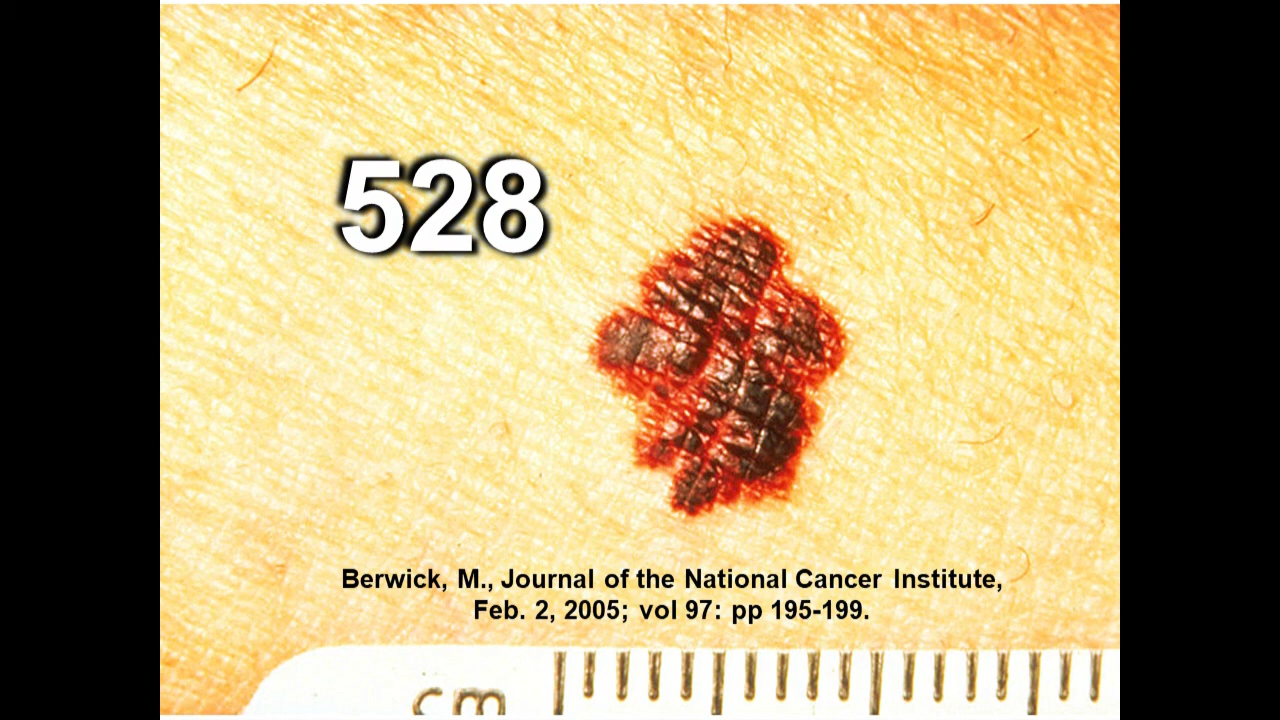 528
Berwick, M., Journal of the National Cancer Institute,
Feb. 2, 2005; vol 97: pp 195-199.
cm